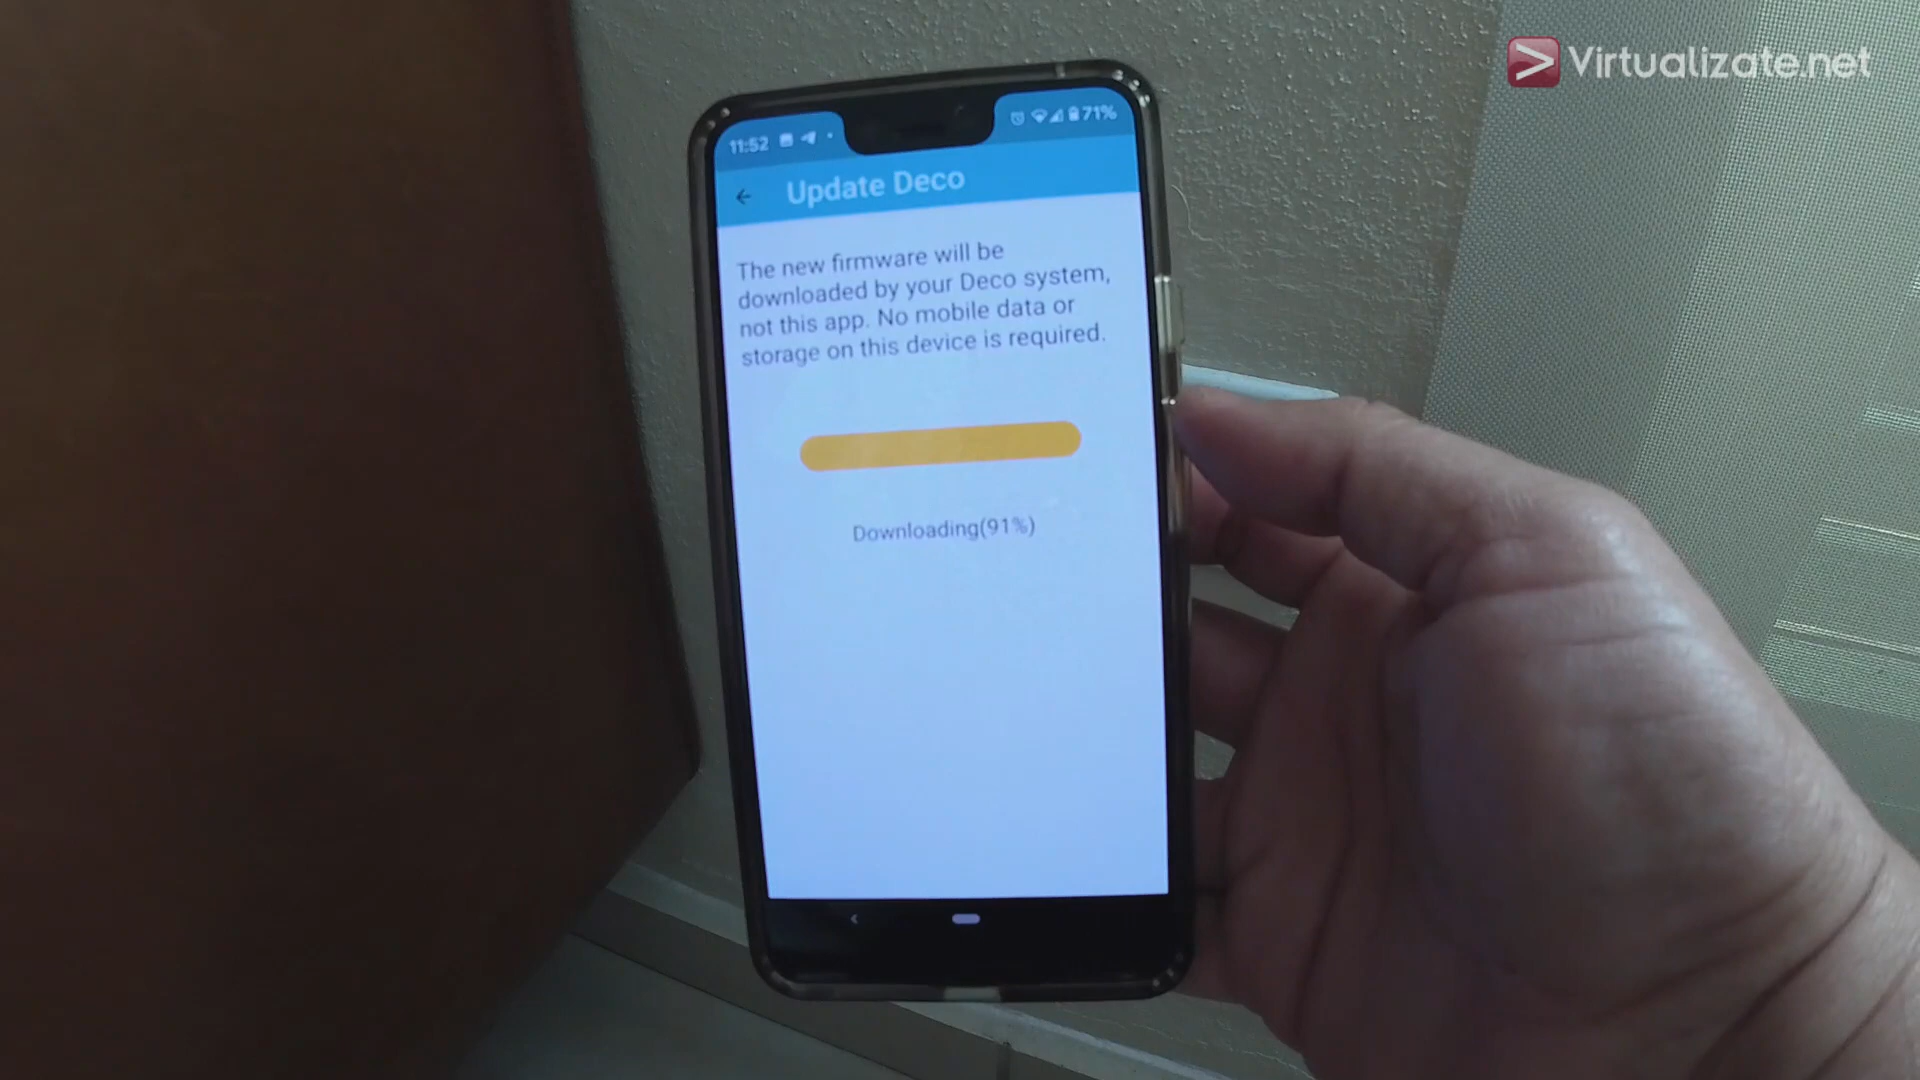 Virtualizate.net
11:52 71%
Update Deco
The new firmware will be
downloaded by your Deco system,
not this app. No mobile data or
storage on this device is required.
Downloading(91%)